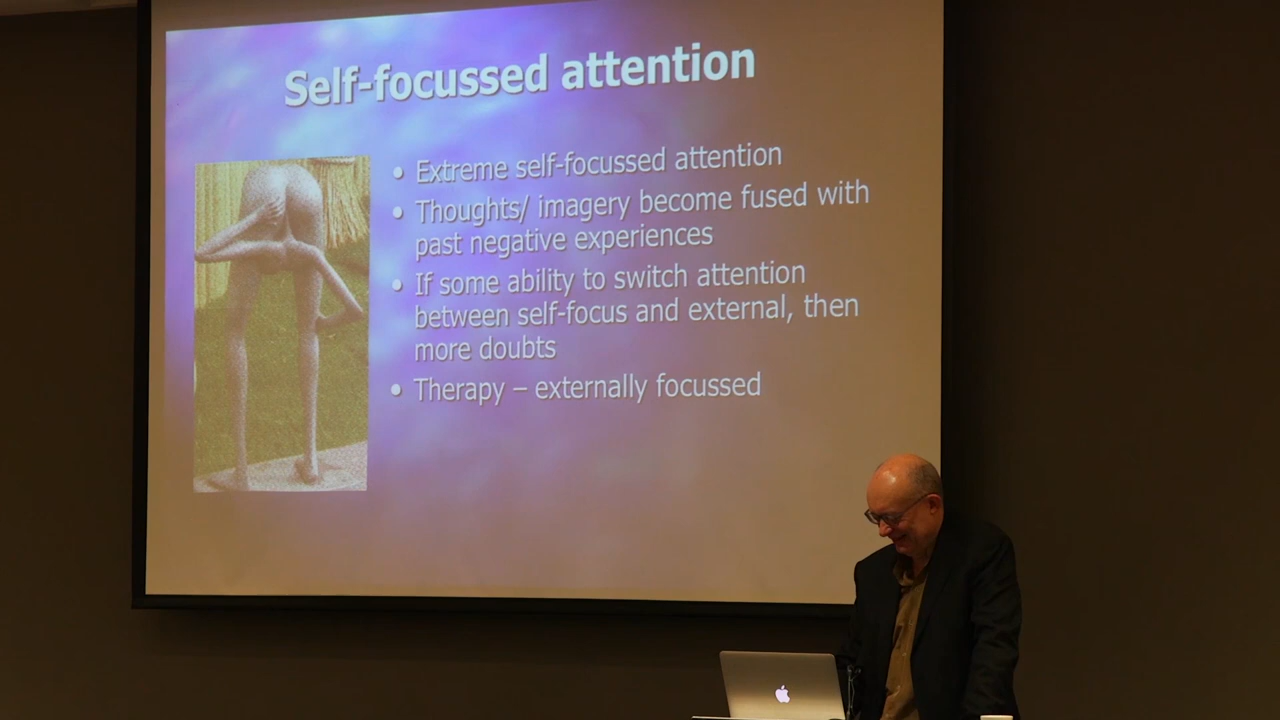 Self-focussed attention
• Extreme self-focussed attention
• Thoughts/ imagery become fused with
past negative experiences
• If some ability to switch attention
between self-focus and external, then
more doubts
• Therapy – externally focussed